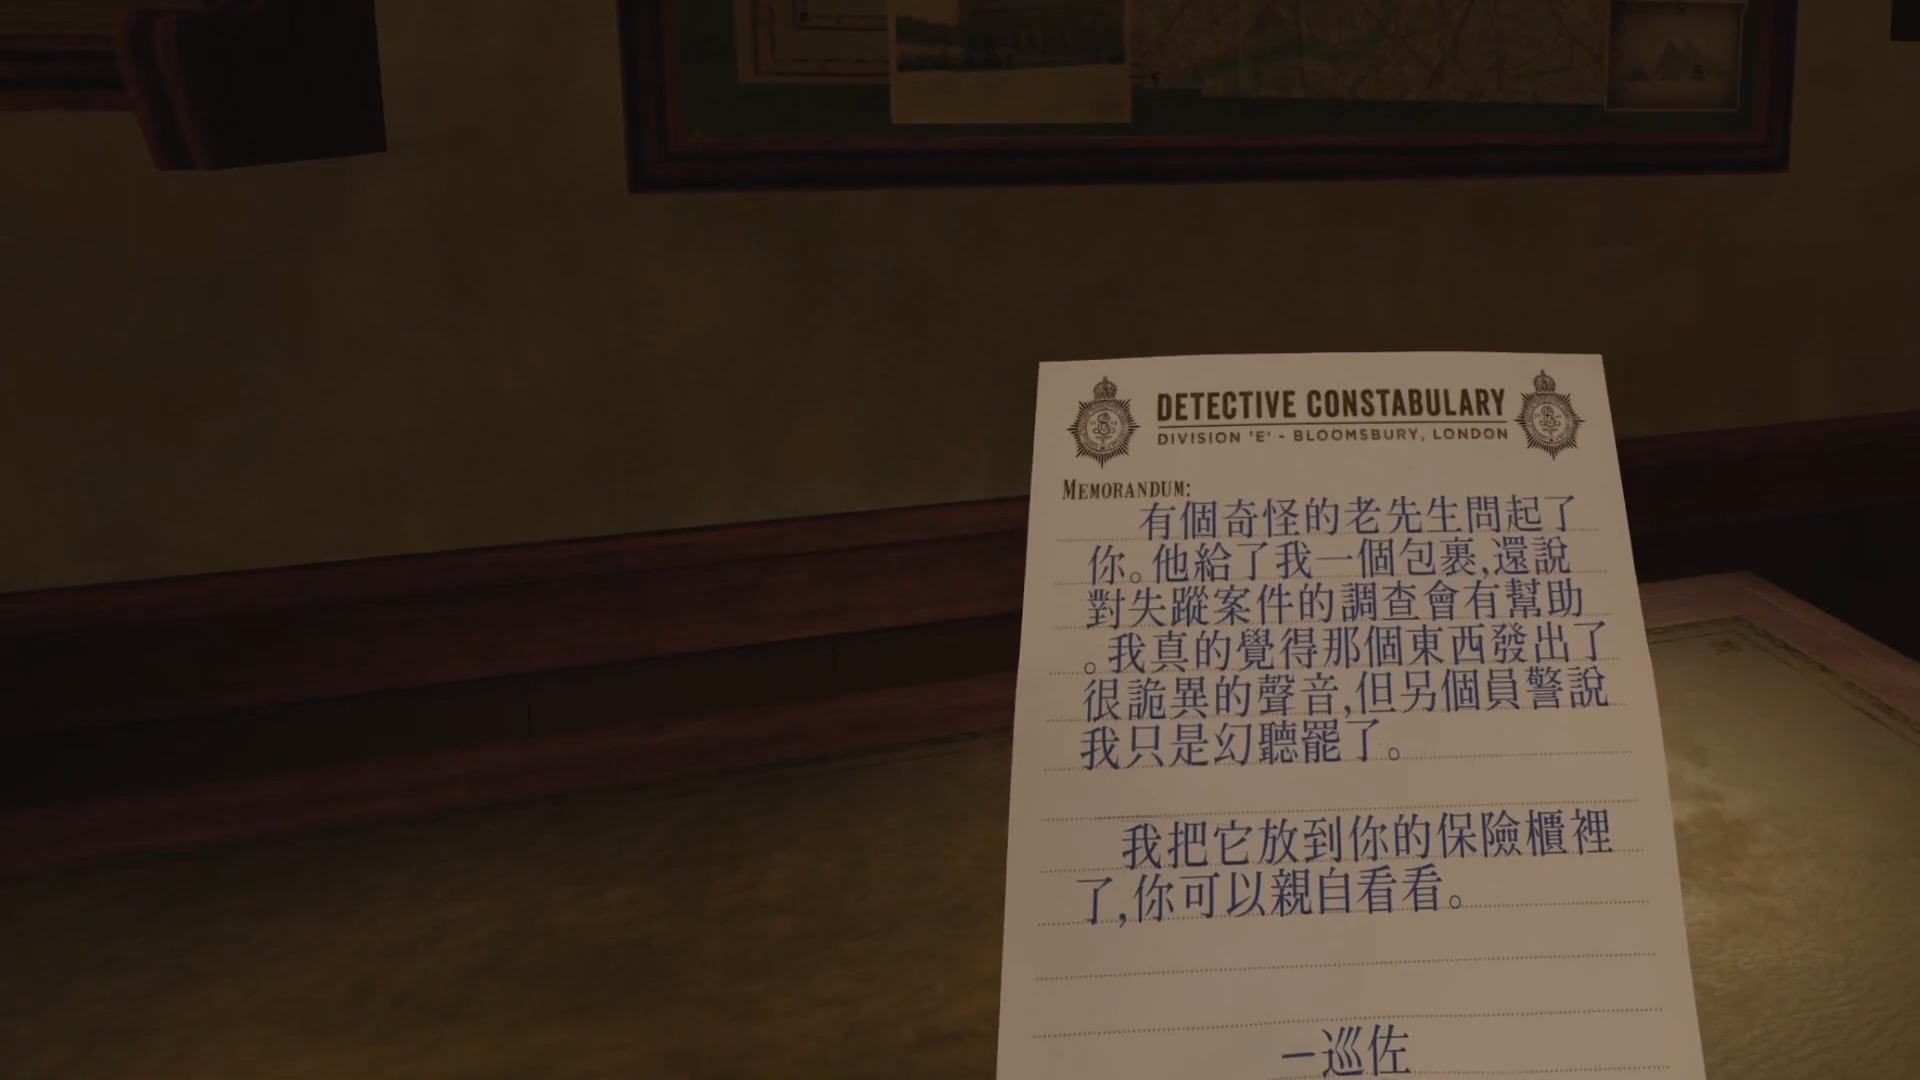 DETECTIVE CONSTABULARY
DIVISION 'E' - BLOOMSBURY, LONDON
MEMORANDUM:
有個奇怪的老先生問起了
你。他給了我一個包裹,還說
對失蹤案件的調查會有幫助
。我真的覺得那個東西發出了
很詭異的聲音,但另個員警說
我只是幻聽罷了。
我把它放到你的保險櫃裡
了,你可以親自看看。
—巡佐